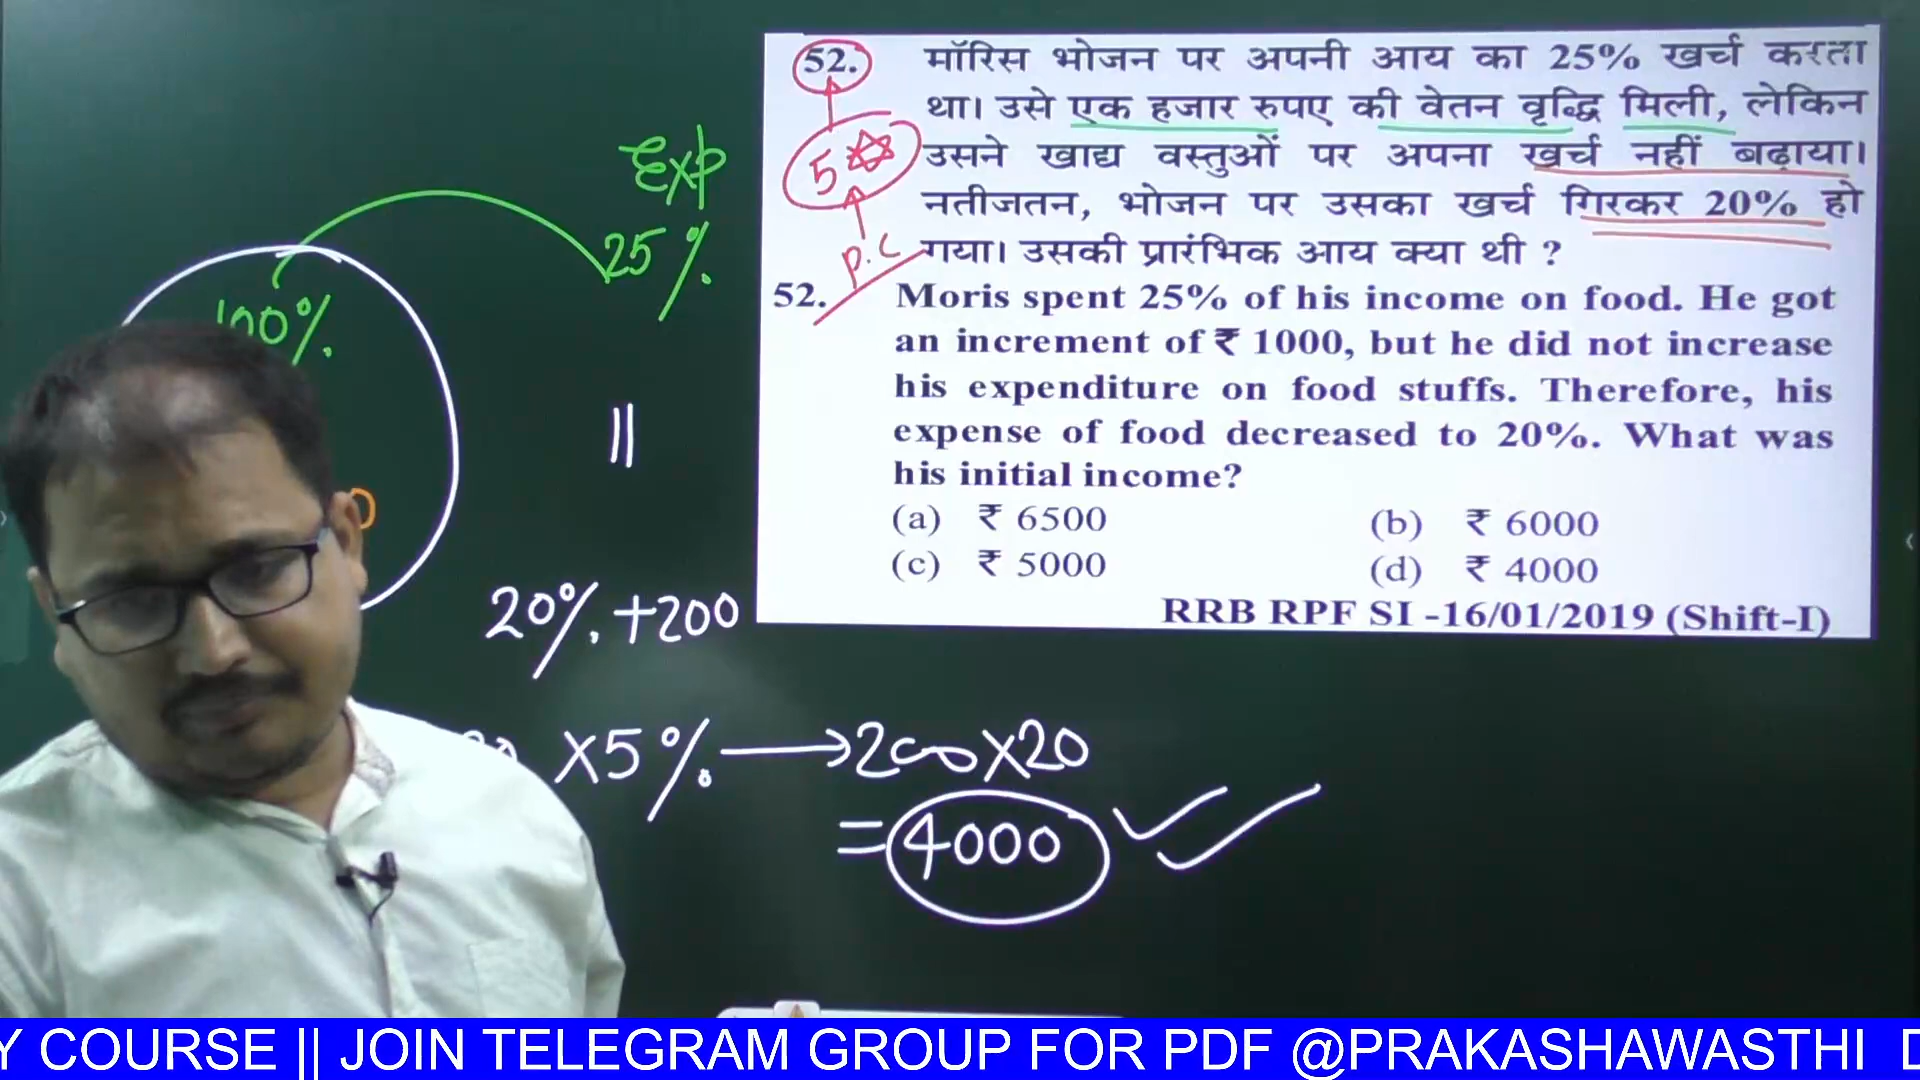 52. मॉरिस भोजन पर अपनी आय का 25% खर्च करता
था। उसे एक हजार रुपए की वेतन वृद्धि मिली, लेकिन
उसने खाद्य वस्तुओं पर अपना खर्च नहीं बढ़ाया।
नतीजतन, भोजन पर उसका खर्च गिरकर 20% हो
गया। उसकी प्रारंभिक आय क्या थी ?
52. Moris spent 25% of his income on food. He got
an increment of ₹ 1000, but he did not increase
his expenditure on food stuffs. Therefore, his
expense of food decreased to 20%. What was
his initial income?
(a) ₹ 6500 (b) ₹ 6000
(c) ₹ 5000 (d) ₹ 4000
RRB RPF SI -16/01/2019 (Shift-I)
5
P.C
Exp
25%
100%
||
20% + 200
X5% → 200X20
= 4000
Y COURSE || JOIN TELEGRAM GROUP FOR PDF @PRAKASHAWASTHI